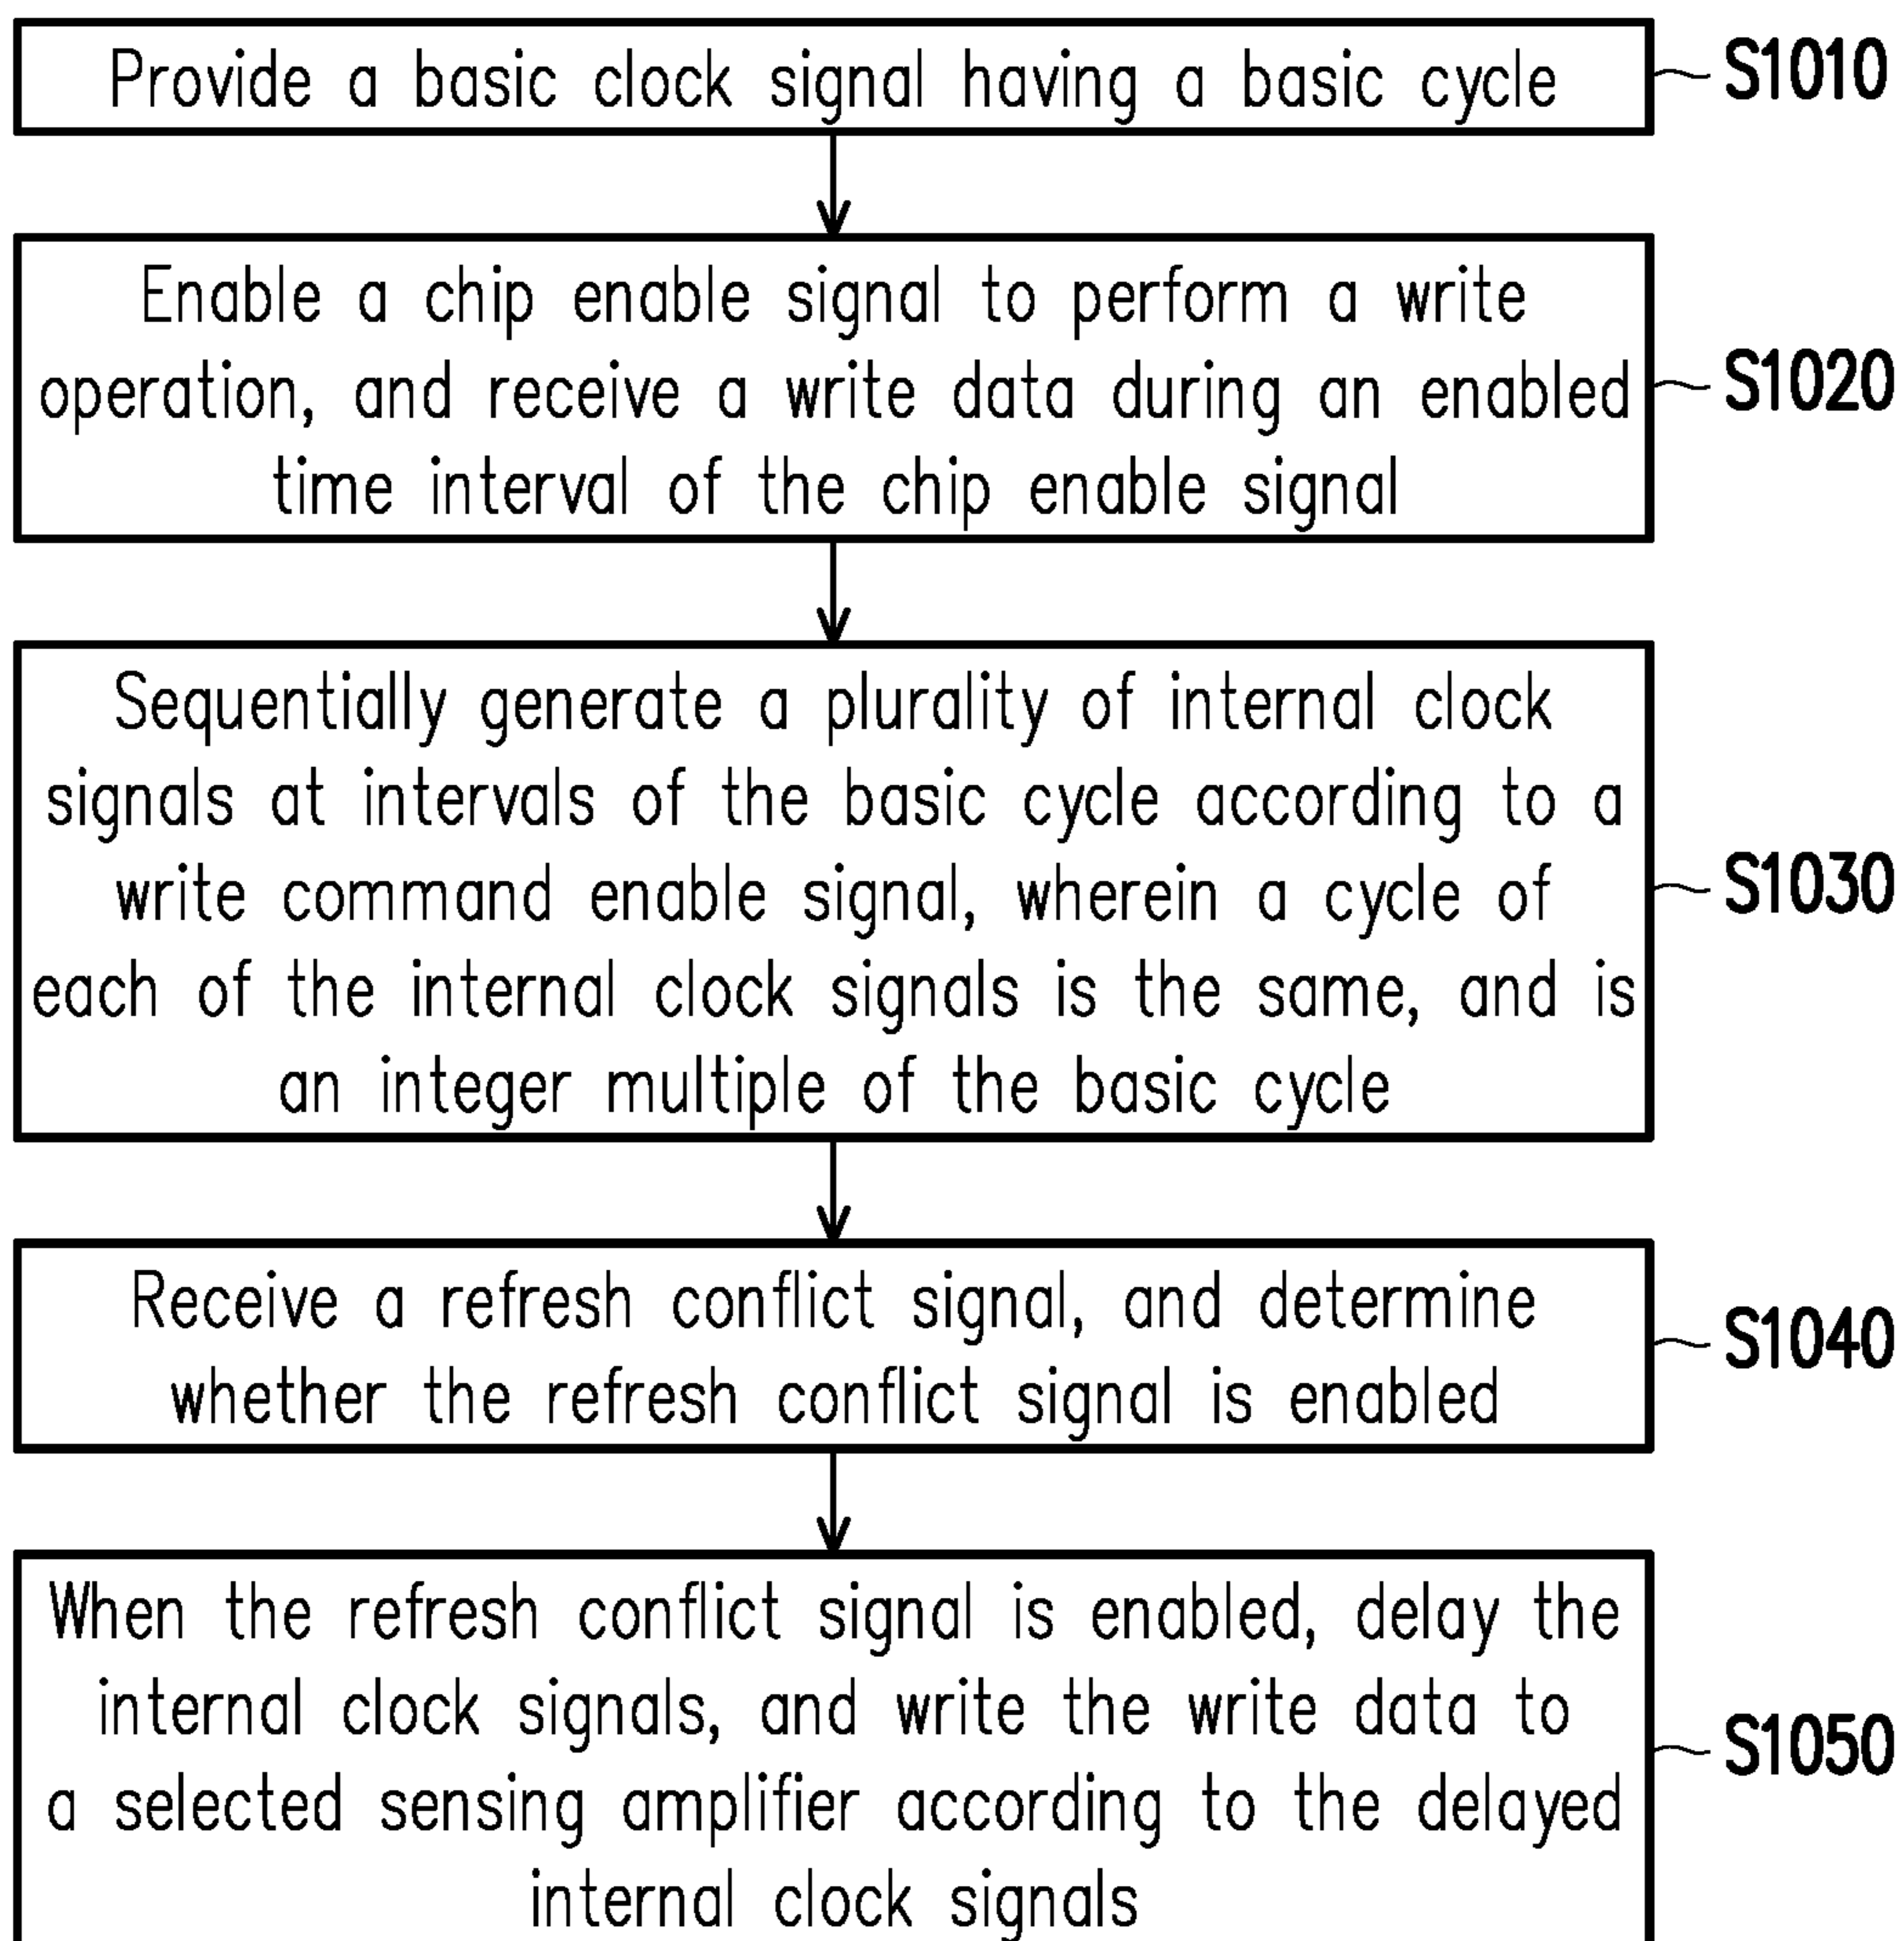 Provide a basic clock signal having a basic cycle
S1010
Enable a chip enable signal to perform a write
operation, and receive a write data during an enabled
time interval of the chip enable signal
S1020
Sequentially generate a plurality of internal clock
signals at intervals of the basic cycle according to a
write command enable signal, wherein a cycle of
each of the internal clock signals is the same, and is
an integer multiple of the basic cycle
S1030
Receive a refresh conflict signal, and determine
whether the refresh conflict signal is enabled
S1040
When the refresh conflict signal is enabled, delay the
internal clock signals, and write the write data to
a selected sensing amplifier according to the delayed
internal clock signals
S1050